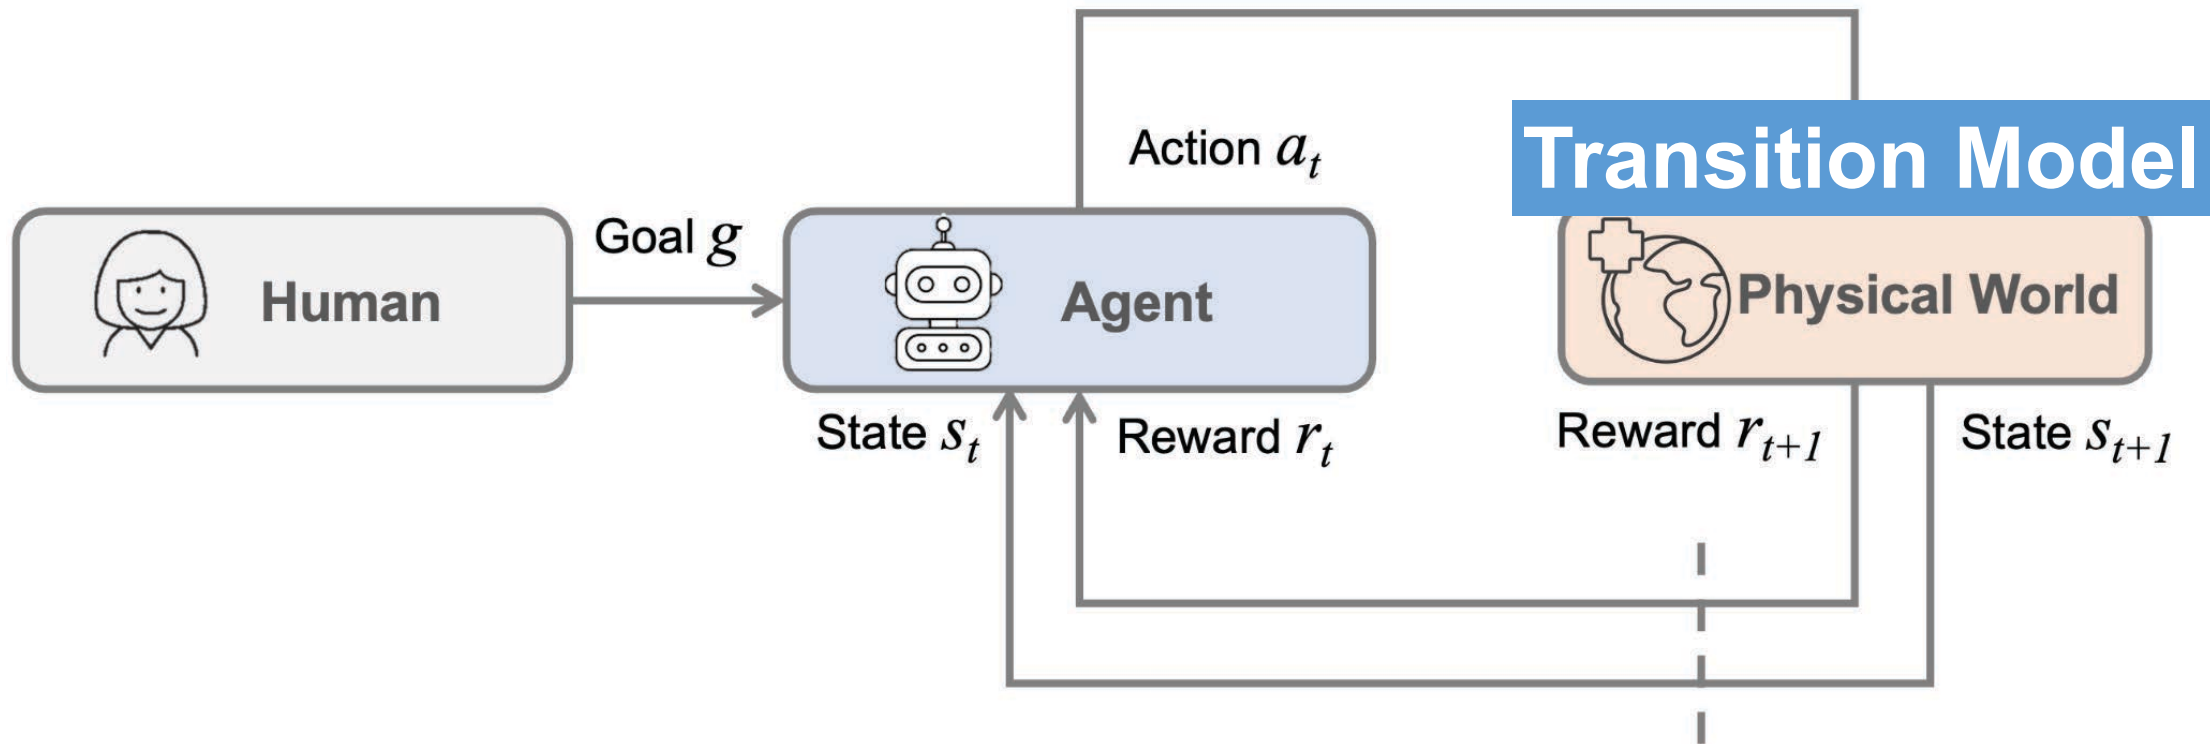 Action a_t
Transition Model
Human
Goal g
Agent
Physical World
State s_t
Reward r_t
Reward r_{t+1}
State s_{t+1}